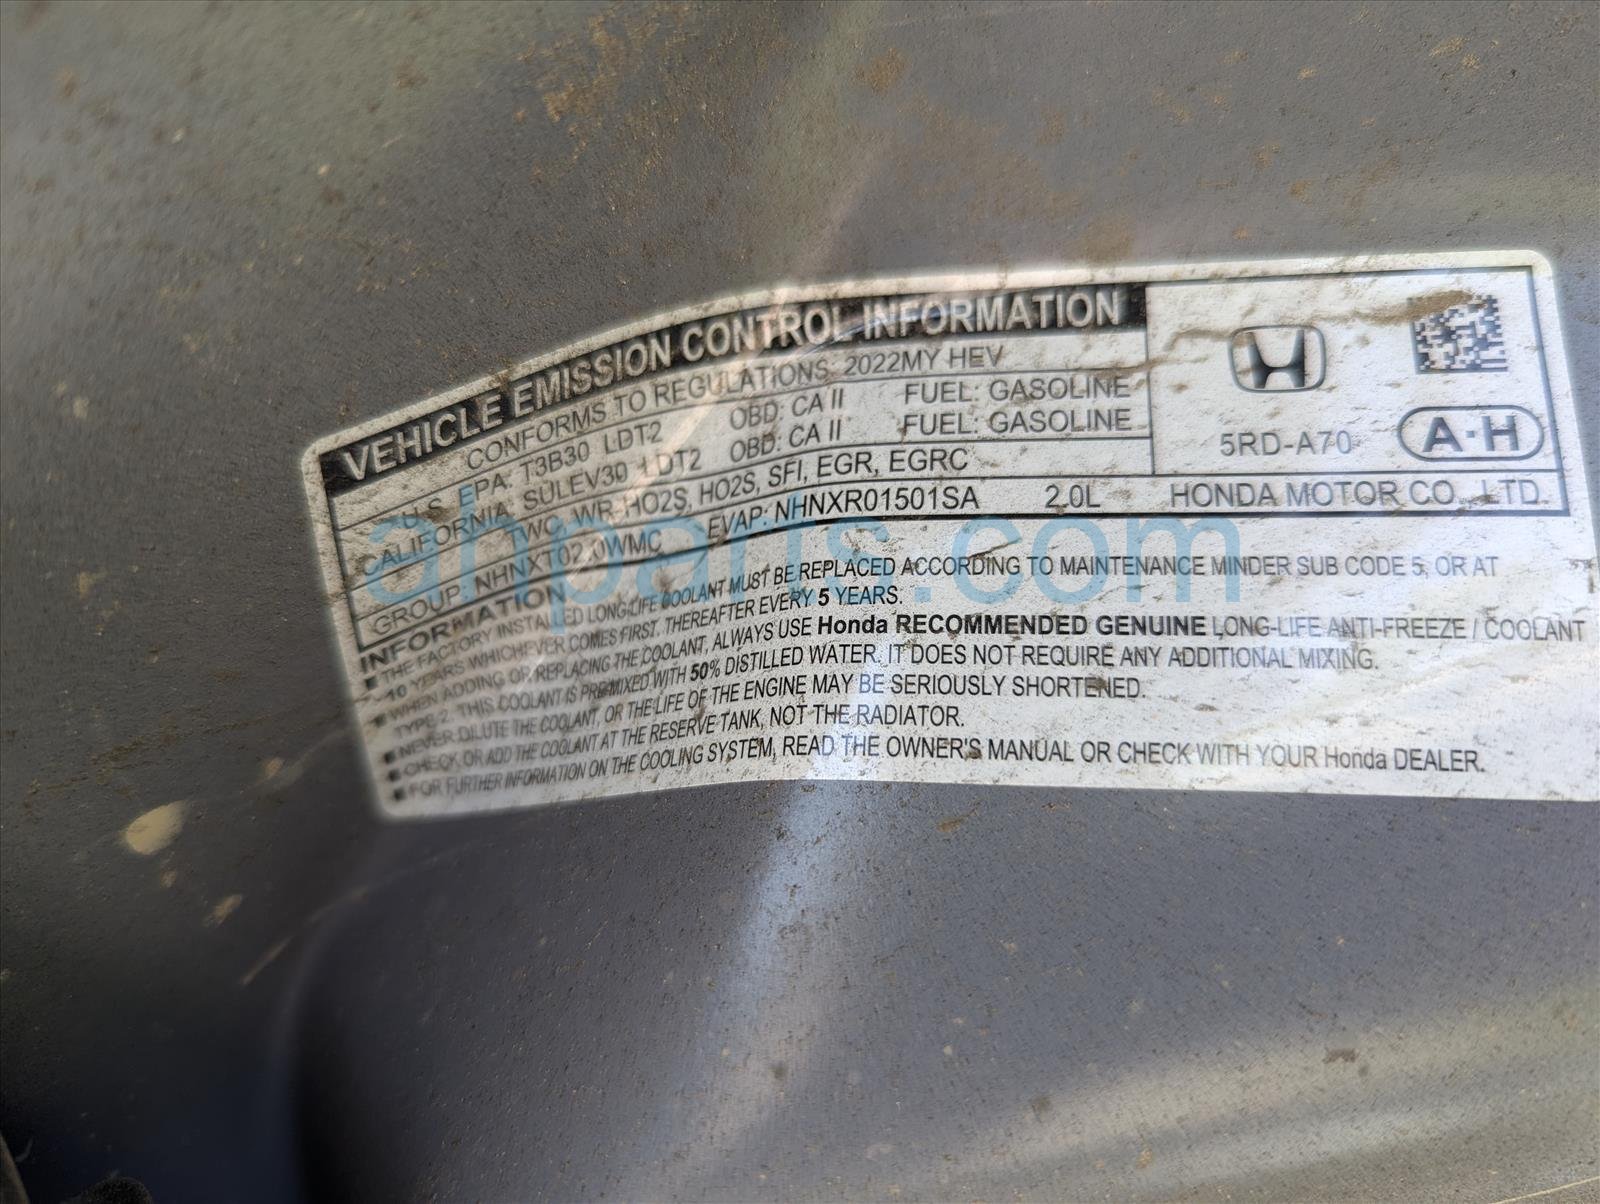 VEHICLE EMISSION CONTROL INFORMATION
CONFORMS TO REGULATIONS: 2022MY HEV
U.S. EPA: T3B30 LDT2 OBD: CA II FUEL: GASOLINE
CALIFORNIA: SULEV30 LDT2 OBD: CA II FUEL: GASOLINE
TWC, WR-HO2S, HO2S, SFI, EGR, EGRC
5RD-A70 A·H
GROUP: NHNXT02.0WMC EVAP: NHNXR01501SA 2.0L HONDA MOTOR CO., LTD.
INFORMATION
■ THE FACTORY INSTALLED LONG-LIFE COOLANT MUST BE REPLACED ACCORDING TO MAINTENANCE MINDER SUB CODE 5, OR AT
10 YEARS WHICHEVER COMES FIRST. THEREAFTER EVERY 5 YEARS.
■ WHEN ADDING OR REPLACING THE COOLANT, ALWAYS USE Honda RECOMMENDED GENUINE LONG-LIFE ANTI-FREEZE / COOLANT
TYPE 2. THIS COOLANT IS PREMIXED WITH 50% DISTILLED WATER. IT DOES NOT REQUIRE ANY ADDITIONAL MIXING.
■ NEVER DILUTE THE COOLANT, OR THE LIFE OF THE ENGINE MAY BE SERIOUSLY SHORTENED.
■ CHECK OR ADD THE COOLANT AT THE RESERVE TANK, NOT THE RADIATOR.
■ FOR FURTHER INFORMATION ON THE COOLING SYSTEM, READ THE OWNER'S MANUAL OR CHECK WITH YOUR Honda DEALER.
ahparts.com